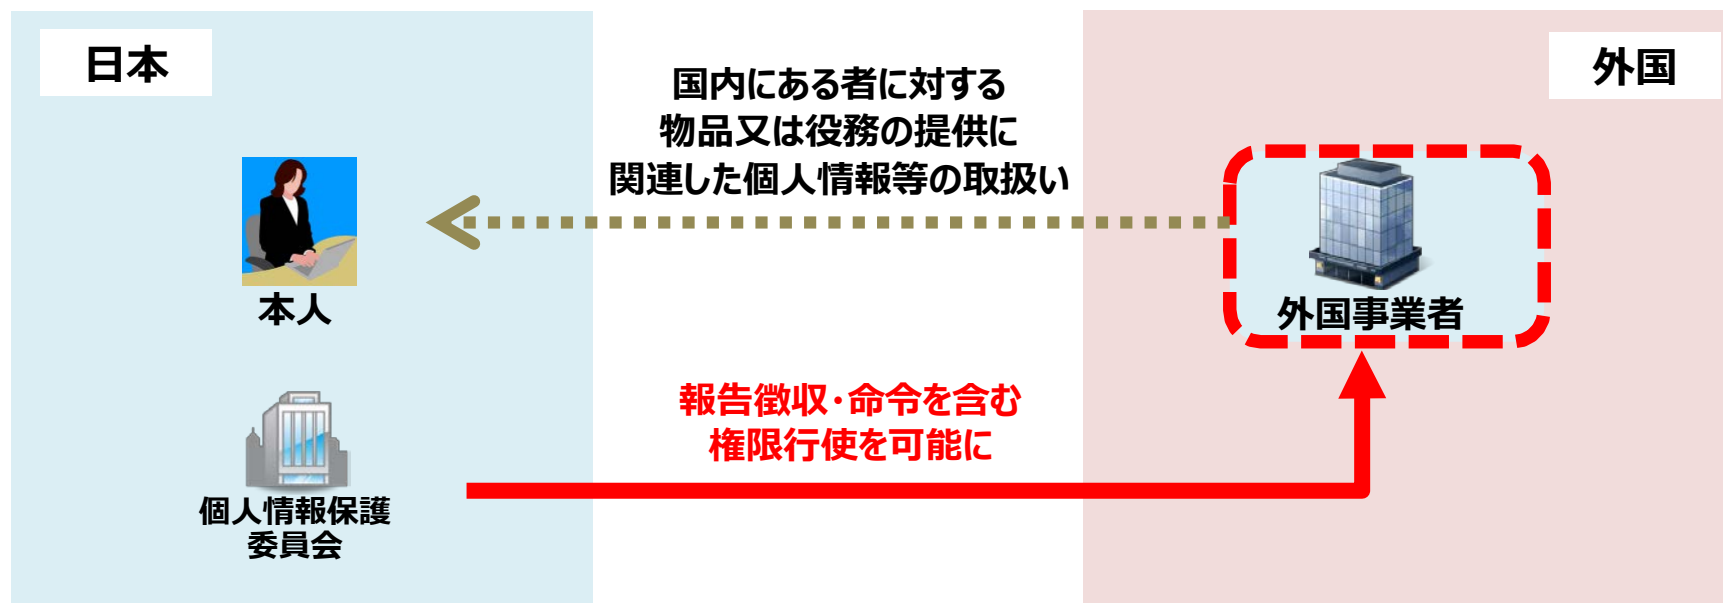 日本
外国
国内にある者に対する
物品又は役務の提供に
関連した個人情報等の取扱い
本人
外国事業者
報告徴収・命令を含む
権限行使を可能に
個人情報保護
委員会